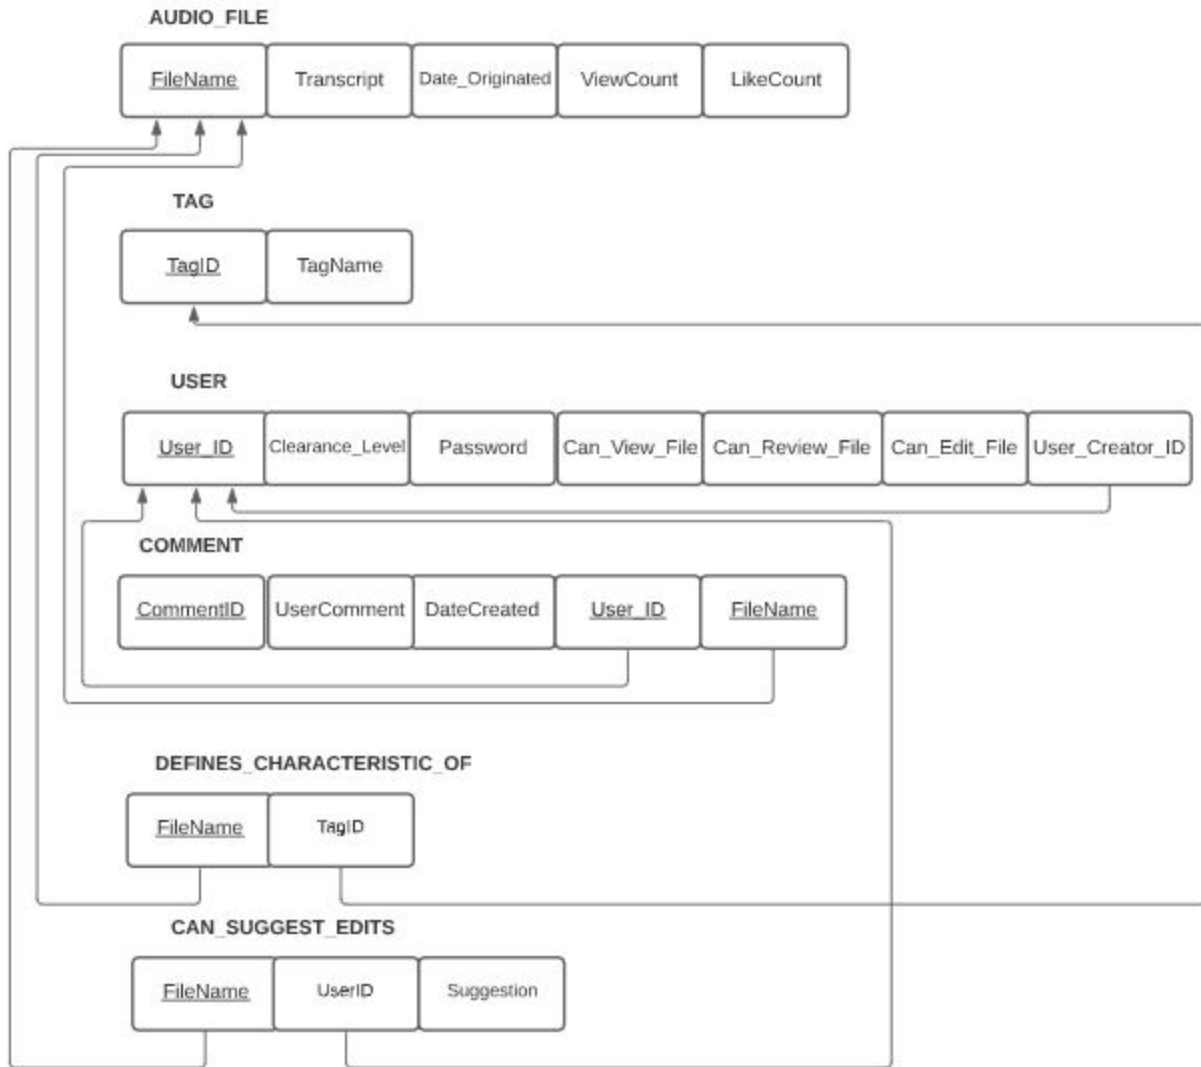 AUDIO_FILE
FileName Transcript Date_Originated ViewCount LikeCount
TAG
TagID TagName
USER
User_ID Clearance_Level Password Can_View_File Can_Review_File Can_Edit_File User_Creator_ID
COMMENT
CommentID UserComment DateCreated User_ID FileName
DEFINES_CHARACTERISTIC_OF
FileName TagID
CAN_SUGGEST_EDITS
FileName UserID Suggestion